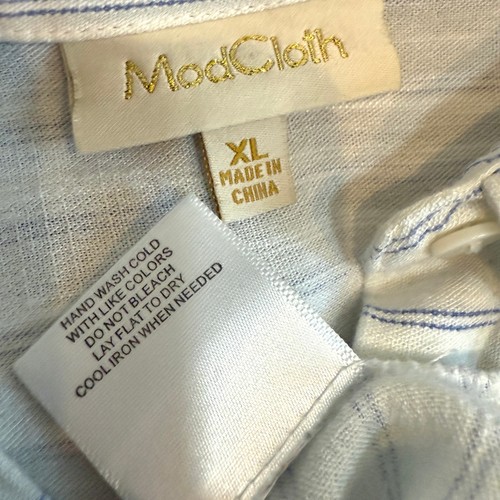 ModCloth
XL
MADE IN
CHINA
HAND WASH COLD
WITH LIKE COLORS
DO NOT BLEACH
LAY FLAT TO DRY
COOL IRON WHEN NEEDED